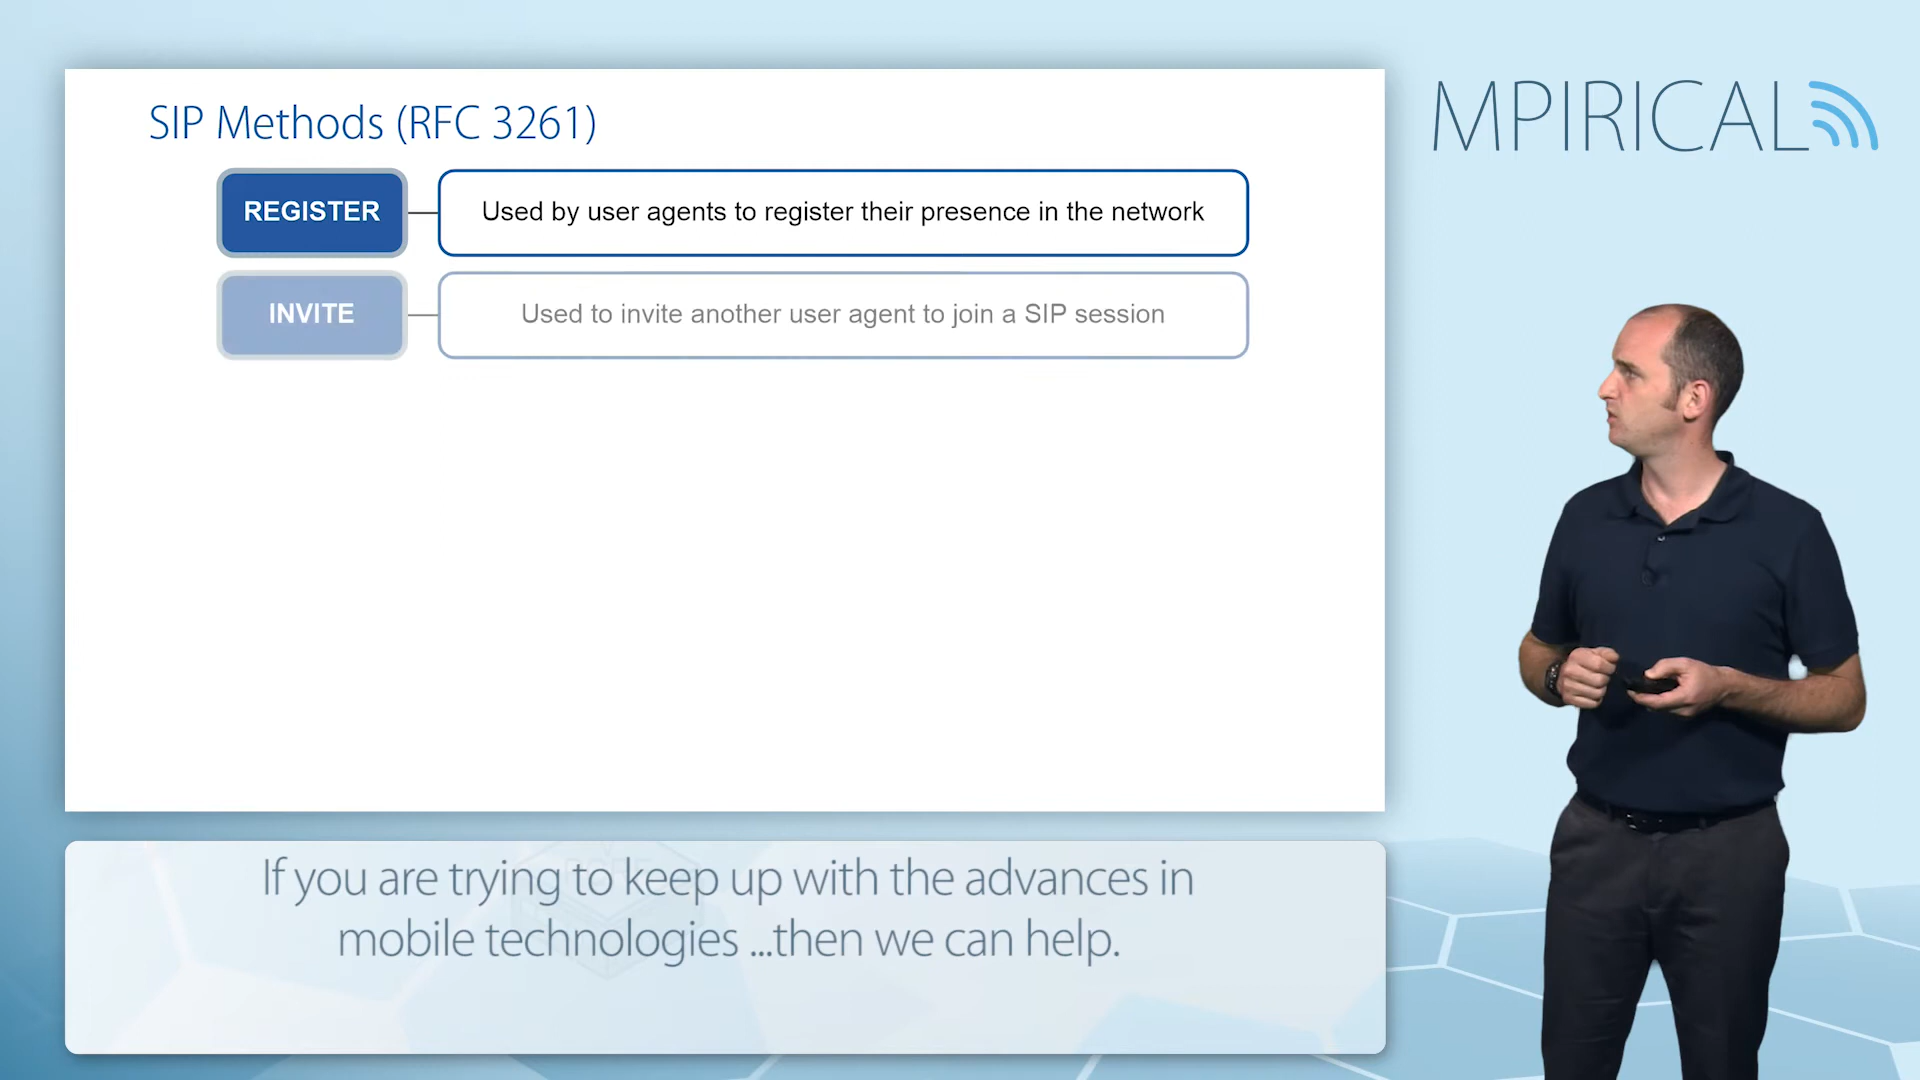 SIP Methods (RFC 3261)
MPIRICAL
REGISTER
Used by user agents to register their presence in the network
INVITE
Used to invite another user agent to join a SIP session
If you are trying to keep up with the advances in
mobile technologies ...then we can help.